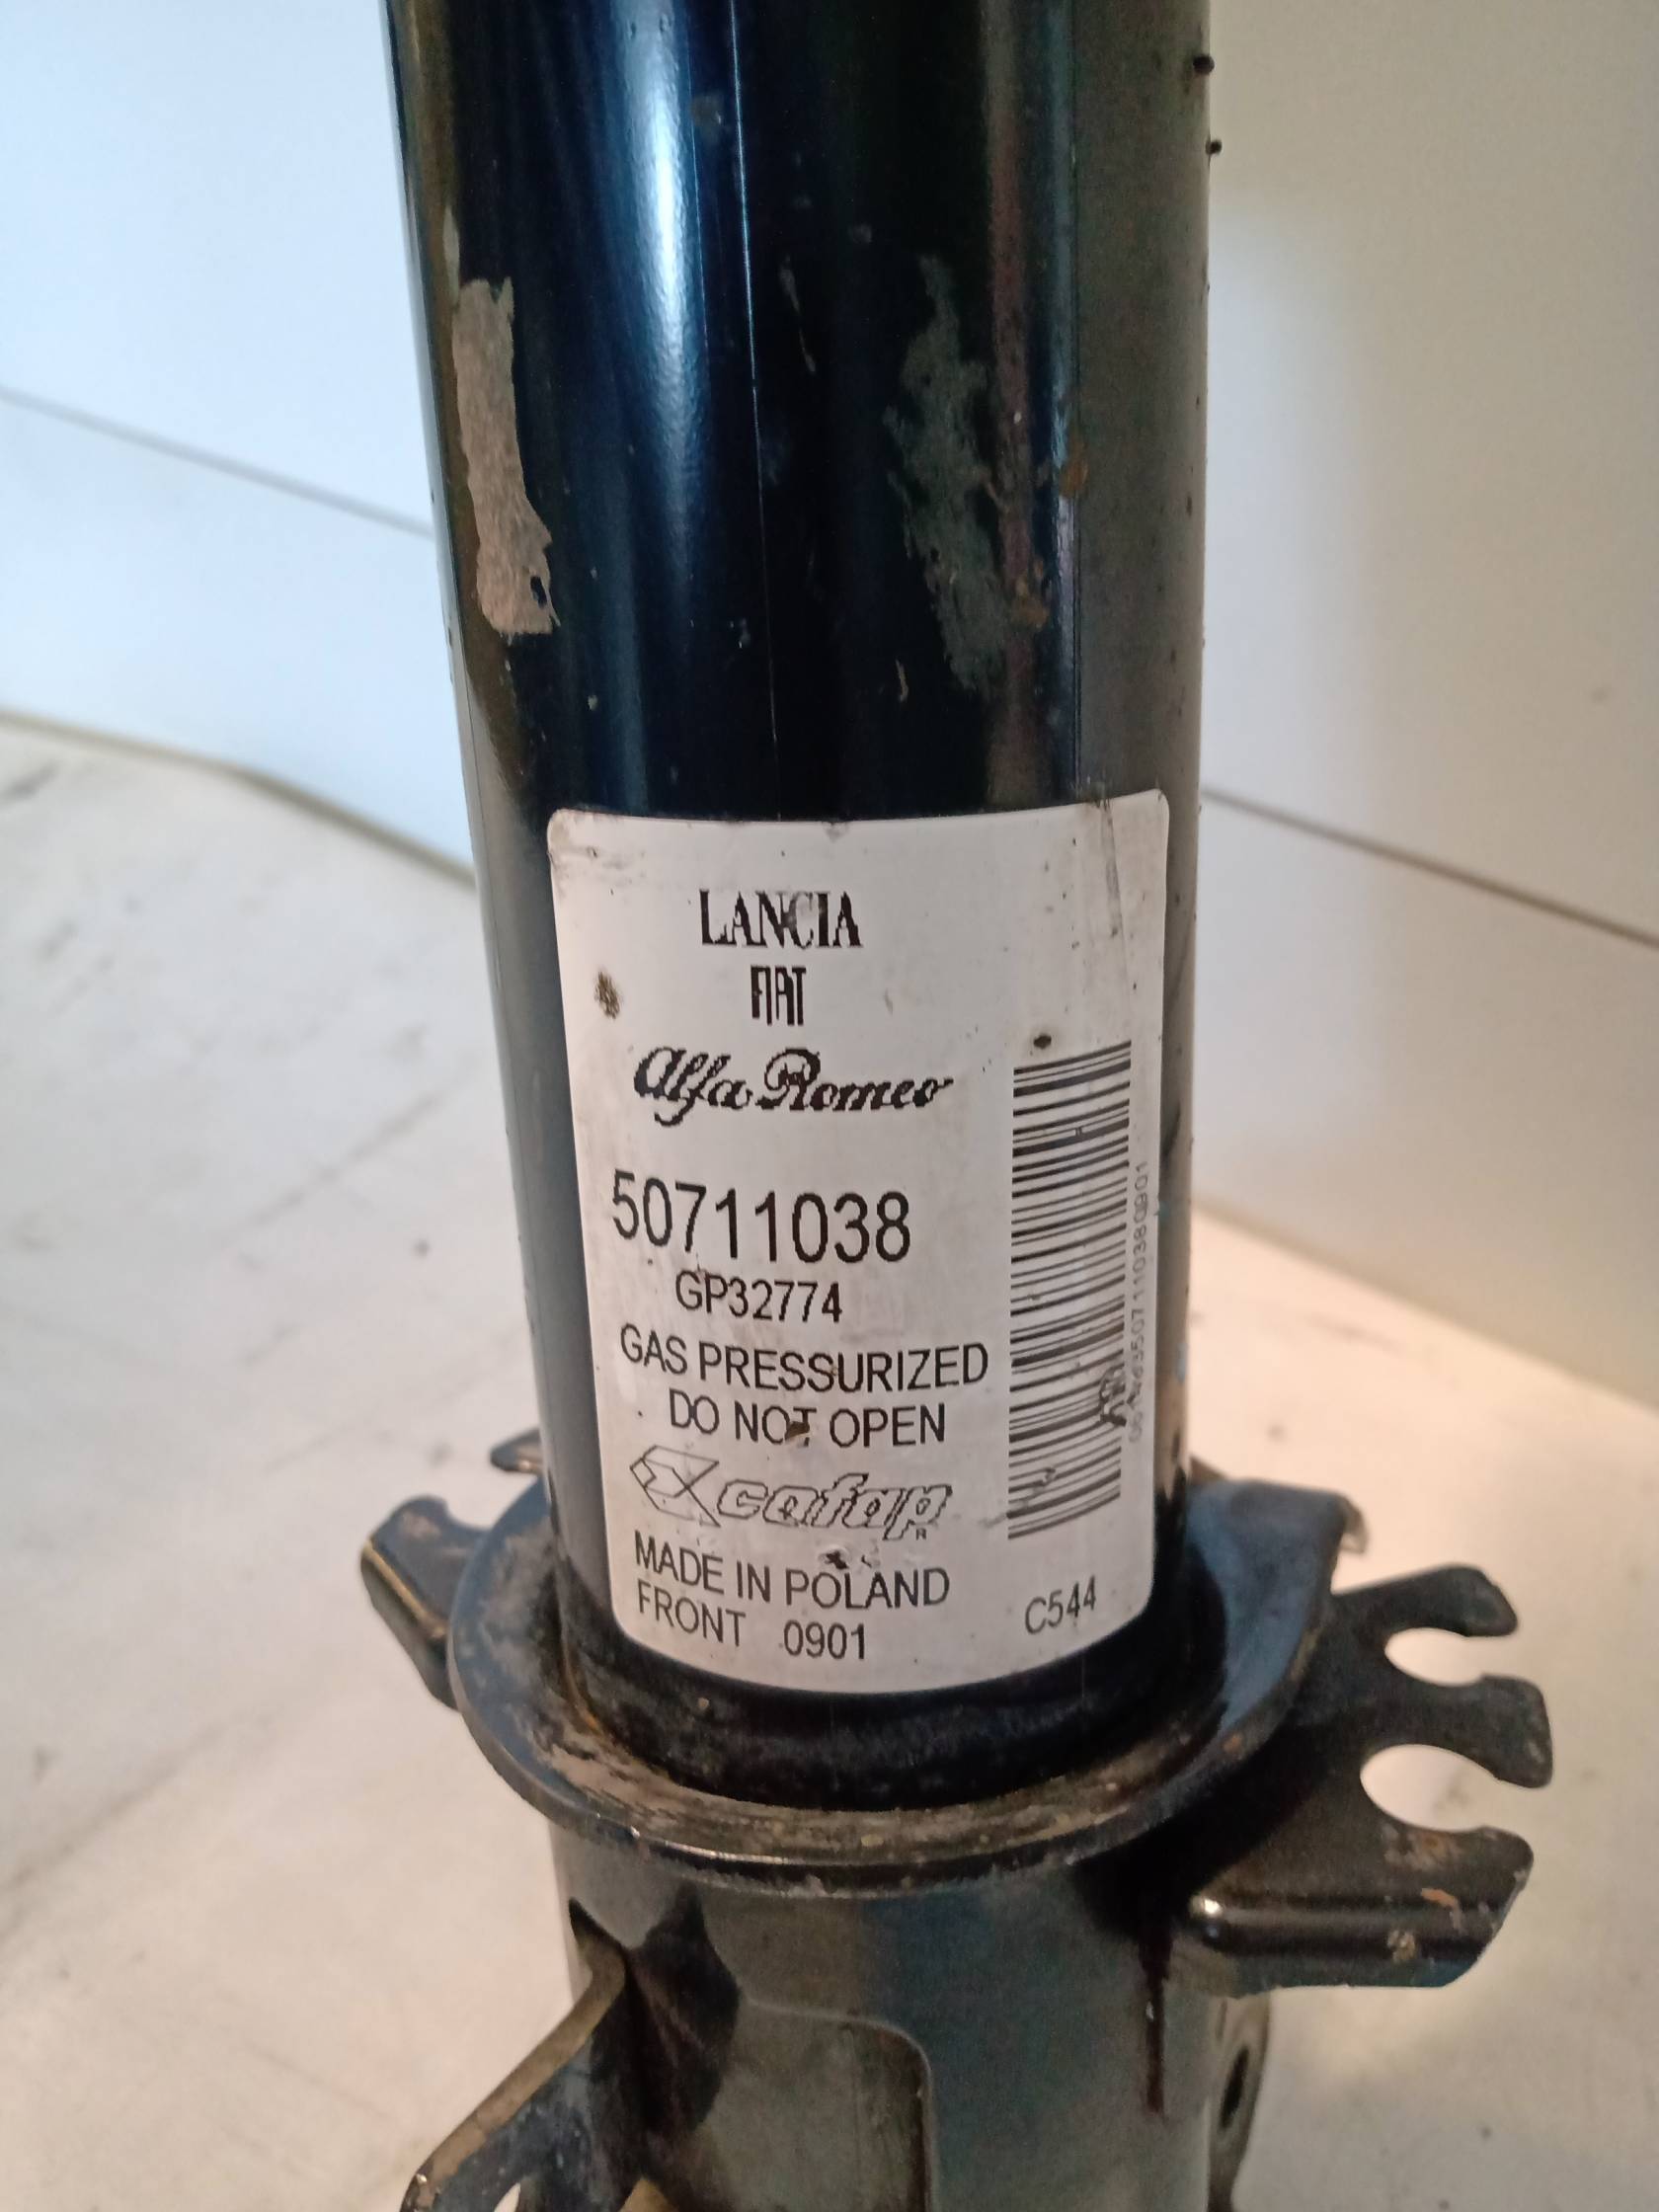 LANCIA
FIAT
Alfa Romeo
50711038
GP32774
GAS PRESSURIZED
DO NOT OPEN
cofap
R
MADE IN POLAND
FRONT 0901
C544